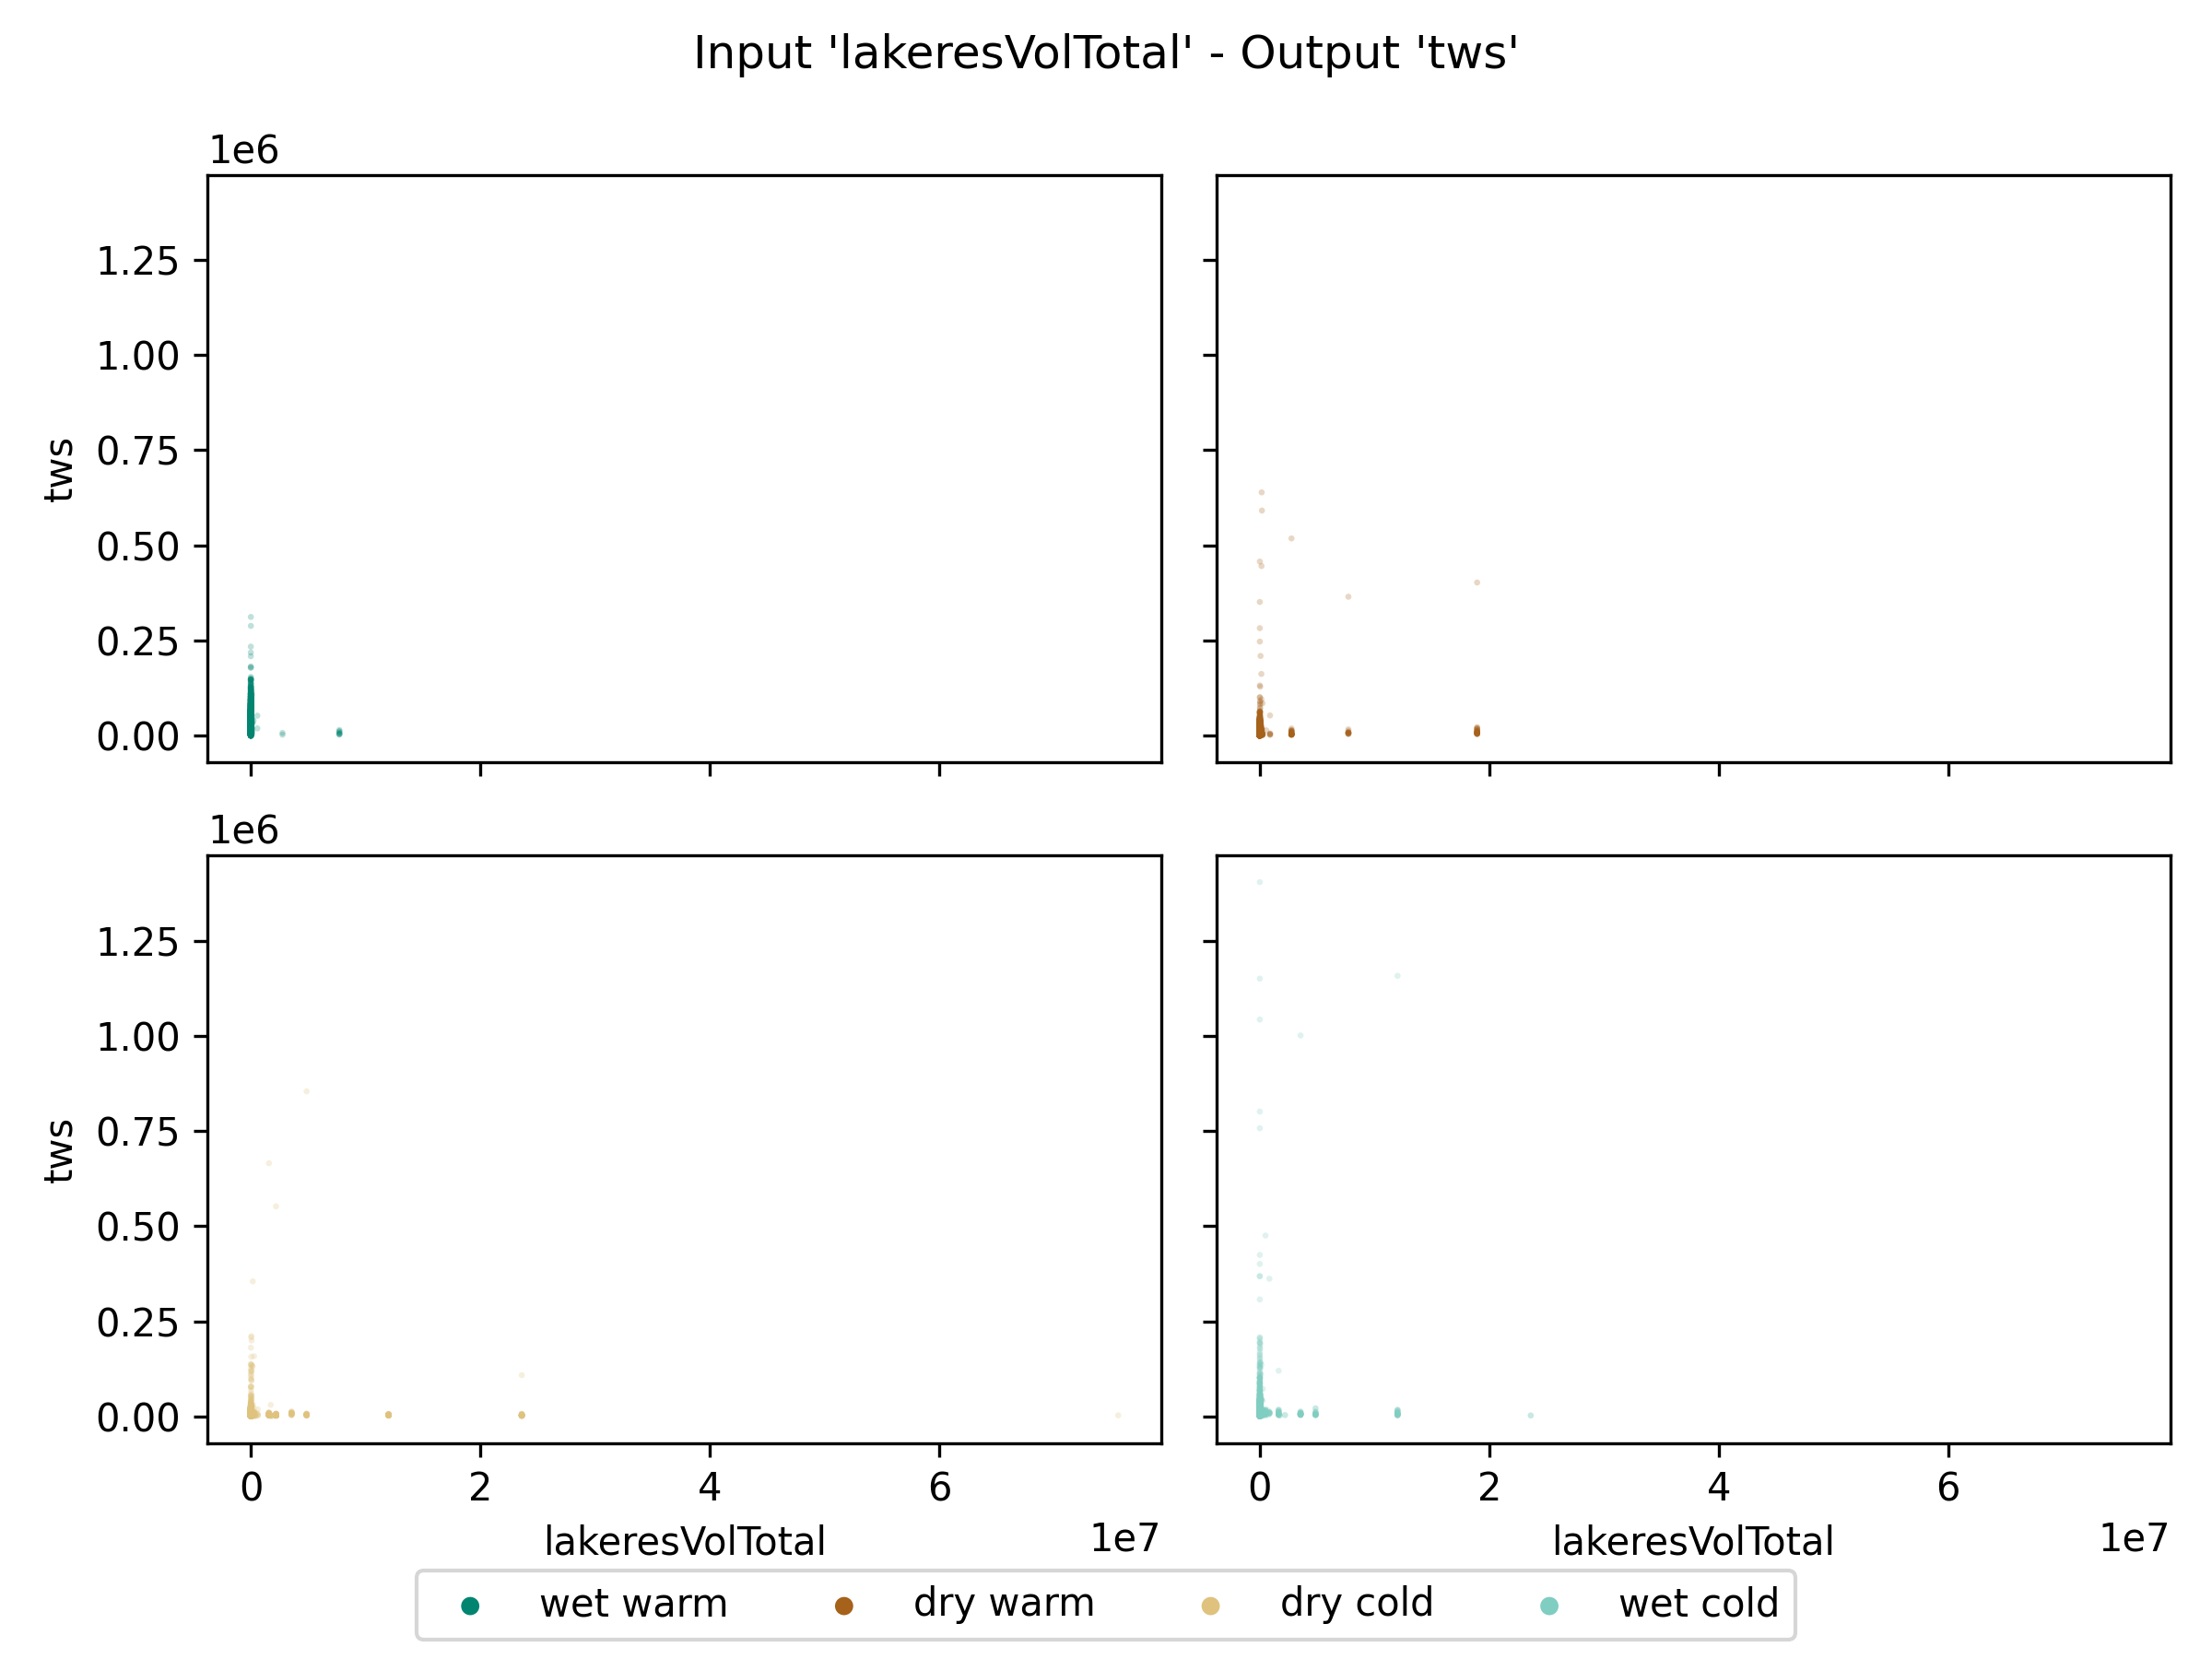 Input 'lakeresVolTotal' - Output 'tws'
1e6
1.25
1.00
0.75
0.50
0.25
0.00
tws
1e6
1.25
1.00
0.75
0.50
0.25
0.00
tws
0 2 4 6
0 2 4 6
lakeresVolTotal 1e7
lakeresVolTotal 1e7
wet warm dry warm dry cold wet cold